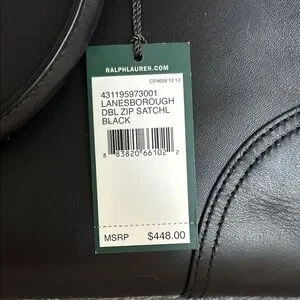 RALPHLAUREN.COM
CP4659 12 12
431195973001
LANESBOROUGH
DBL ZIP SATCHL
BLACK
8 83820 66102 2
MSRP $448.00